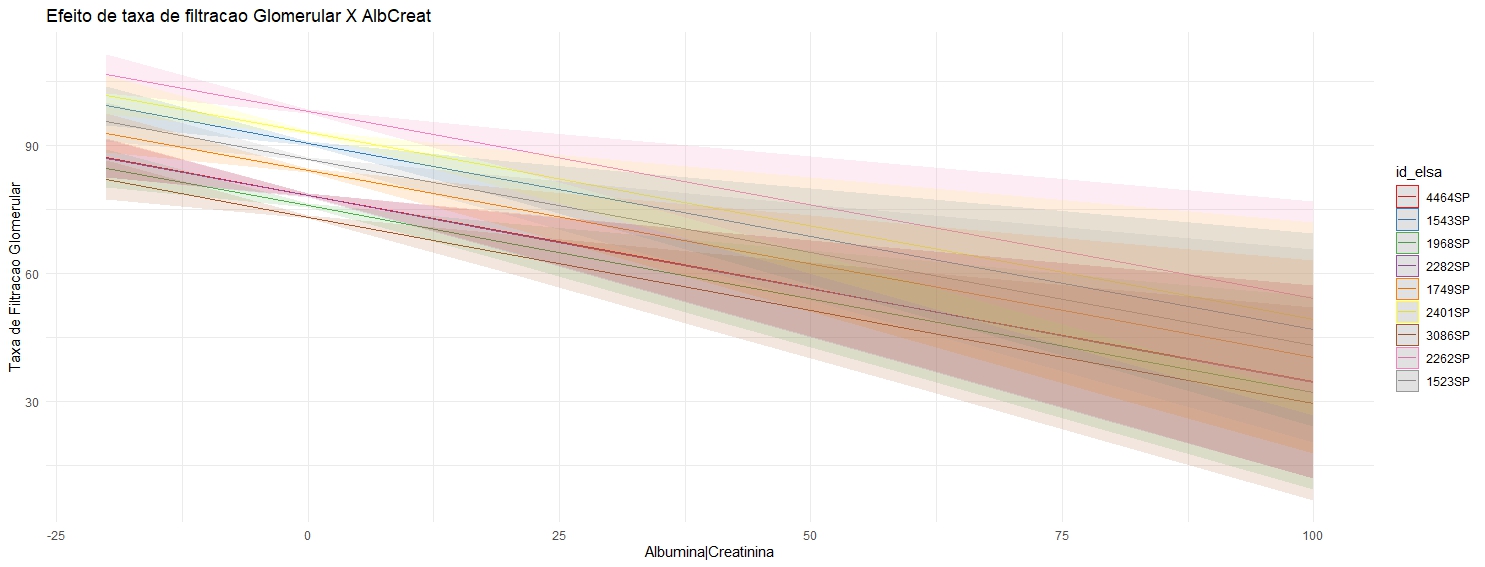 Efeito de taxa de filtracao Glomerular X AlbCreat
Taxa de Filtracao Glomerular
90
60
30
-25
0
25
50
75
100
Albumina|Creatinina
id_elsa
4464SP
1543SP
1968SP
2282SP
1749SP
2401SP
3086SP
2262SP
1523SP